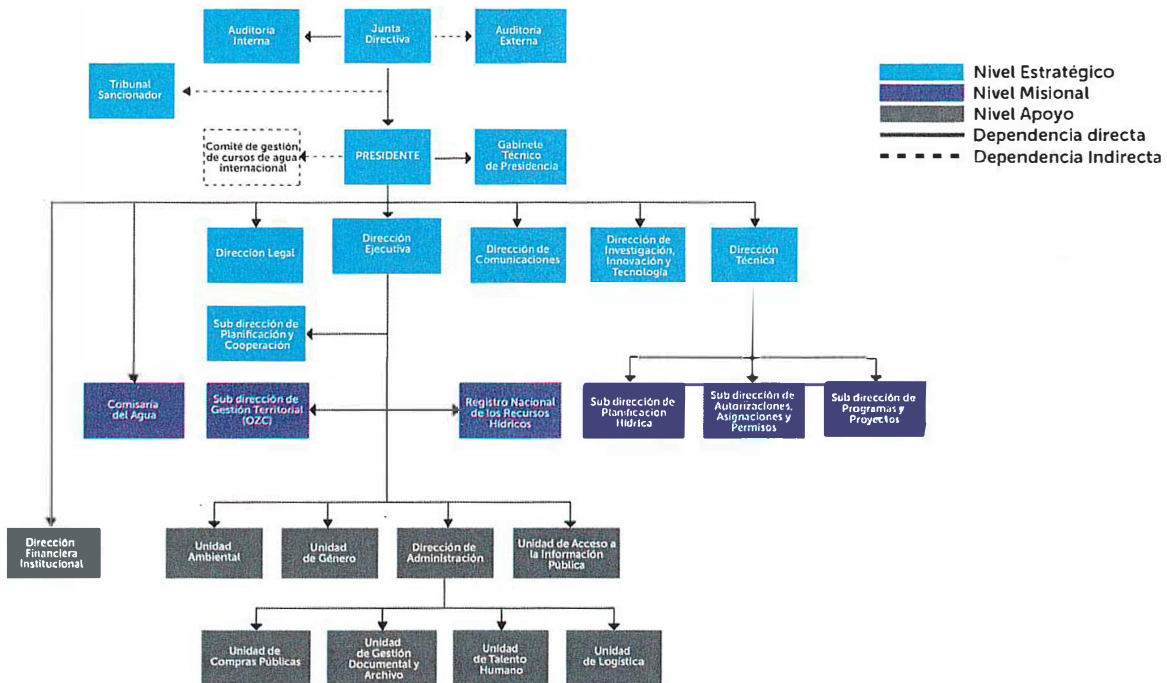 Auditoría
Interna
Junta
Directiva
Auditoría
Externa
Tribunal
Sancionador
Comité de gestión
de cursos de agua
internacional
PRESIDENTE
Gabinete
Técnico
de Presidencia
Nivel Estratégico
Nivel Misional
Nivel Apoyo
Dependencia directa
Dependencia Indirecta
Dirección Legal
Dirección
Ejecutiva
Dirección de
Comunicaciones
Dirección de
Investigación,
Innovación y
Tecnología
Dirección
Técnica
Sub dirección de
Planificación y
Cooperación
Comisaría
del Agua
Sub dirección de
Gestión Territorial
(OZC)
Registro Nacional
de los Recursos
Hídricos
Sub dirección de
Planificación
Hídrica
Sub dirección de
Autorizaciones,
Asignaciones y
Permisos
Sub dirección de
Programas y
Proyectos
Dirección
Financiera
Institucional
Unidad
Ambiental
Unidad
de Género
Dirección de
Administración
Unidad de Acceso a
la Información
Pública
Unidad de
Compras Públicas
Unidad
de Gestión
Documental y
Archivo
Unidad
de Talento
Humano
Unidad
de Logística